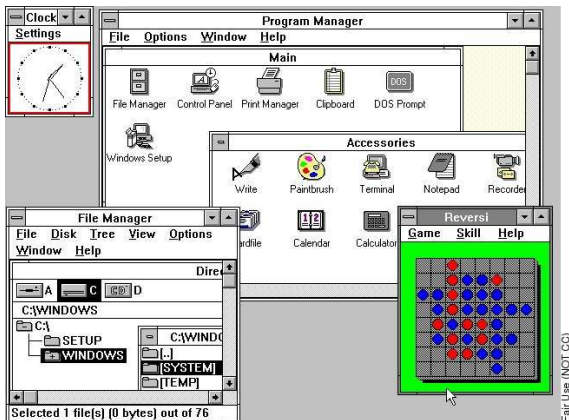 Clock
Settings
Program Manager
File Options Window Help
Main
File Manager Control Panel Print Manager Clipboard DOS Prompt
DOS
Windows Setup
Accessories
Write Paintbrush Terminal Notepad Recorder
12
ardfile Calendar Calculator
File Manager
File Disk Tree View Options
Window Help
Direc
A C CD D
C:\WINDOWS
C:\
SETUP
WINDOWS
C:\WINDO
[..]
[SYSTEM]
[TEMP]
Selected 1 file(s) (0 bytes) out of 76
Reversi
Game Skill Help
Fair Use (NOT CC)